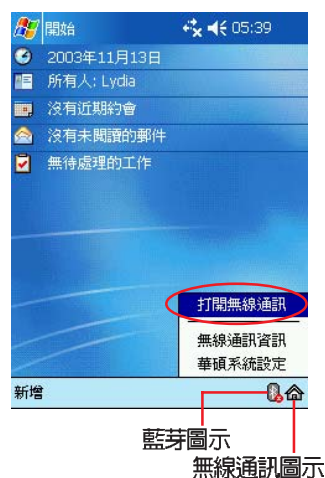 開始 05:39
2003年11月13日
所有人: Lydia
沒有近期約會
沒有未閱讀的郵件
無待處理的工作
打開無線通訊
無線通訊資訊
華碩系統設定
新增
藍芽圖示
無線通訊圖示